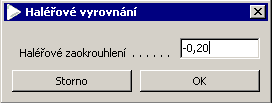 Haléřové vyrovnání
Haléřové zaokrouhlení . . . . . . -0,20
Storno OK